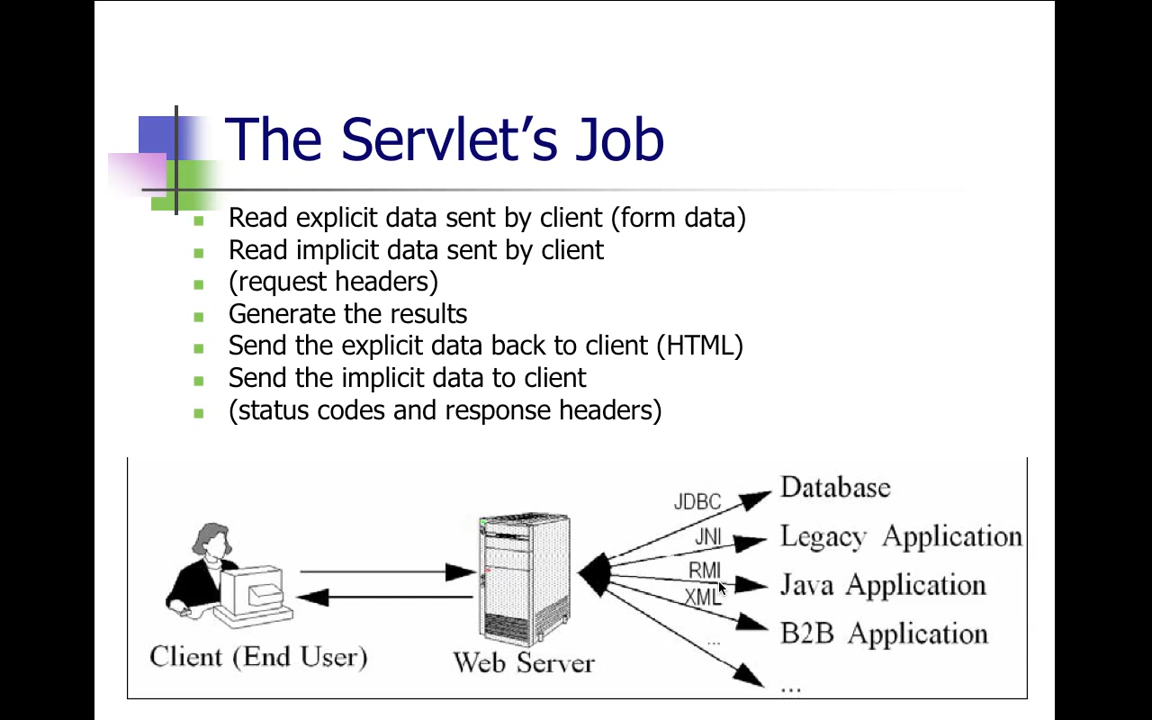 The Servlet’s Job
Read explicit data sent by client (form data)
Read implicit data sent by client
(request headers)
Generate the results
Send the explicit data back to client (HTML)
Send the implicit data to client
(status codes and response headers)
JDBC
Database
JNI
Legacy Application
RMI
Java Application
XML
B2B Application
...
...
Client (End User)
Web Server